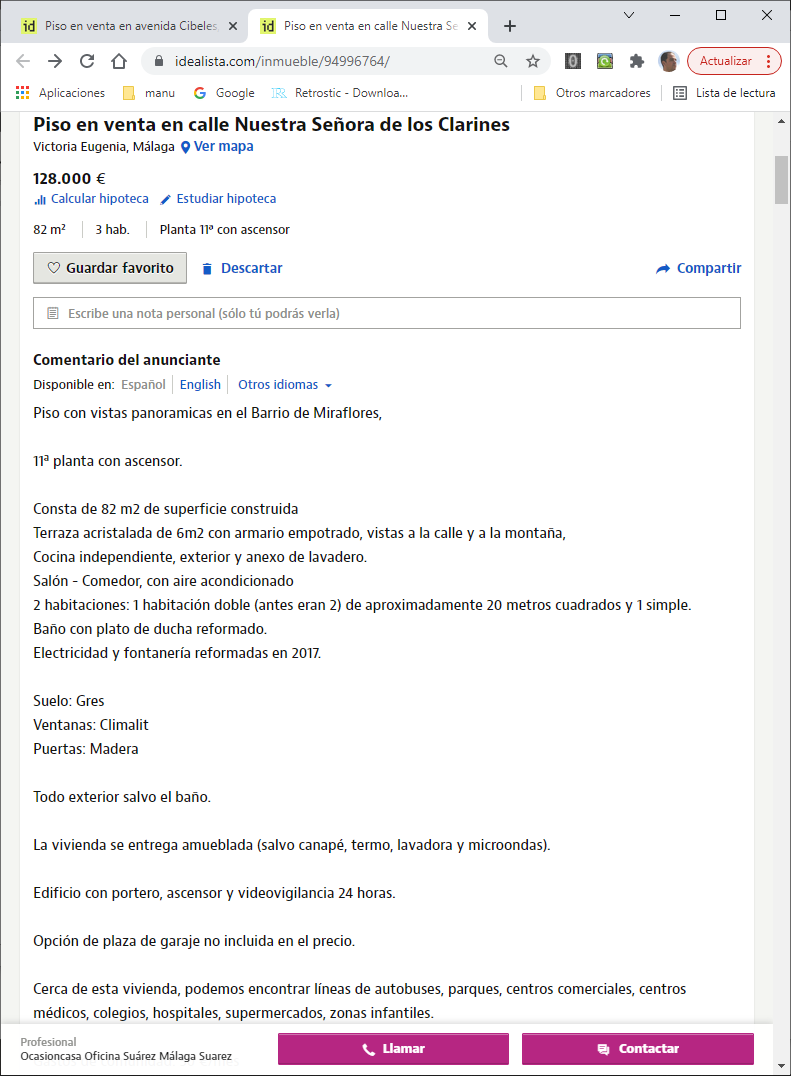 id Piso en venta en avenida Cibeles,
id Piso en venta en calle Nuestra Se
idealista.com/inmueble/94996764/
Actualizar
Aplicaciones
manu
Google
Retrostic - Downloa...
Otros marcadores
Lista de lectura
Piso en venta en calle Nuestra Señora de los Clarines
Victoria Eugenia, Málaga Ver mapa
128.000 €
Calcular hipoteca Estudiar hipoteca
82 m² 3 hab. Planta 11ª con ascensor
Guardar favorito Descartar Compartir
Escribe una nota personal (sólo tú podrás verla)
Comentario del anunciante
Disponible en: Español English Otros idiomas
Piso con vistas panoramicas en el Barrio de Miraflores,
11ª planta con ascensor.
Consta de 82 m2 de superficie construida
Terraza acristalada de 6m2 con armario empotrado, vistas a la calle y a la montaña,
Cocina independiente, exterior y anexo de lavadero.
Salón - Comedor, con aire acondicionado
2 habitaciones: 1 habitación doble (antes eran 2) de aproximadamente 20 metros cuadrados y 1 simple.
Baño con plato de ducha reformado.
Electricidad y fontanería reformadas en 2017.
Suelo: Gres
Ventanas: Climalit
Puertas: Madera
Todo exterior salvo el baño.
La vivienda se entrega amueblada (salvo canapé, termo, lavadora y microondas).
Edificio con portero, ascensor y videovigilancia 24 horas.
Opción de plaza de garaje no incluida en el precio.
Cerca de esta vivienda, podemos encontrar líneas de autobuses, parques, centros comerciales, centros
médicos, colegios, hospitales, supermercados, zonas infantiles.
Profesional
Ocasioncasa Oficina Suárez Málaga Suarez
Llamar
Contactar